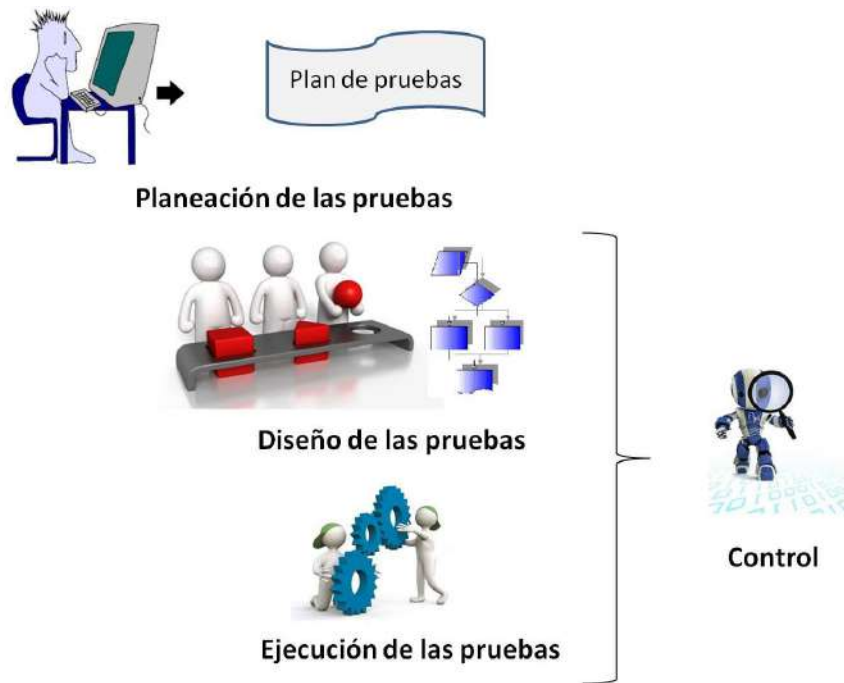 Plan de pruebas
Planeación de las pruebas
Diseño de las pruebas
Control
Ejecución de las pruebas